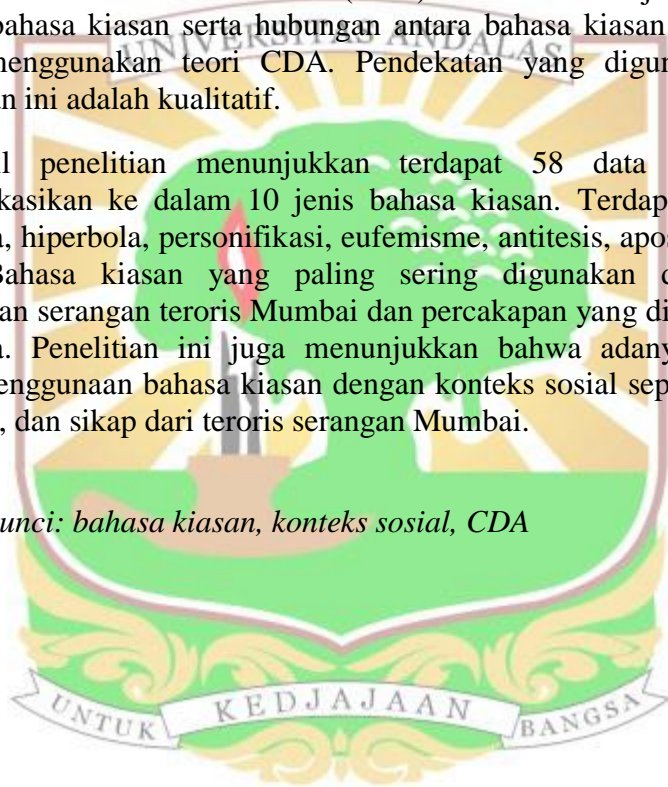 bahasa kiasan serta hubungan antara bahasa kiasan
menggunakan teori CDA. Pendekatan yang digun
an ini adalah kualitatif.
il penelitian menunjukkan terdapat 58 data
kasikan ke dalam 10 jenis bahasa kiasan. Terdap
a, hiperbola, personifikasi, eufemisme, antitesis, apos
Bahasa kiasan yang paling sering digunakan d
an serangan teroris Mumbai dan percakapan yang di
a. Penelitian ini juga menunjukkan bahwa adany
enggunaan bahasa kiasan dengan konteks sosial sep
, dan sikap dari teroris serangan Mumbai.
unci: bahasa kiasan, konteks sosial, CDA
UNIVERSITAS ANDALAS
UNTUK KEDJAJAAN BANGSA